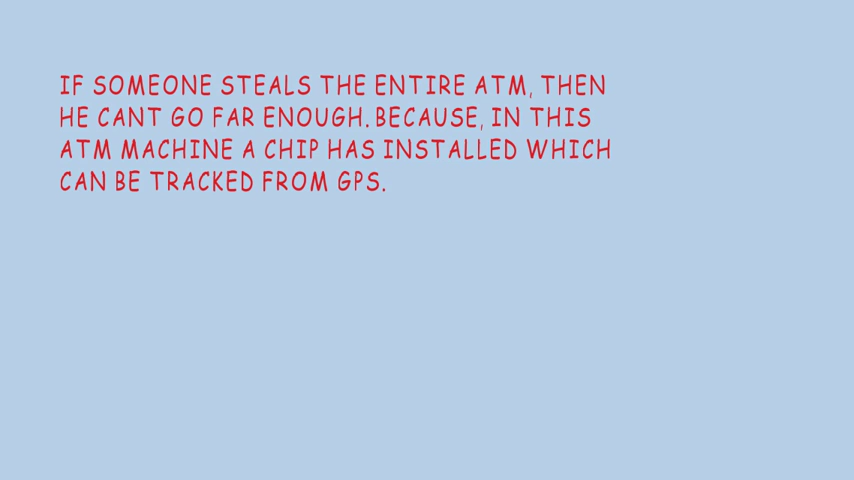 IF SOMEONE STEALS THE ENTIRE ATM, THEN
HE CANT GO FAR ENOUGH. BECAUSE, IN THIS
ATM MACHINE A CHIP HAS INSTALLED WHICH
CAN BE TRACKED FROM GPS.